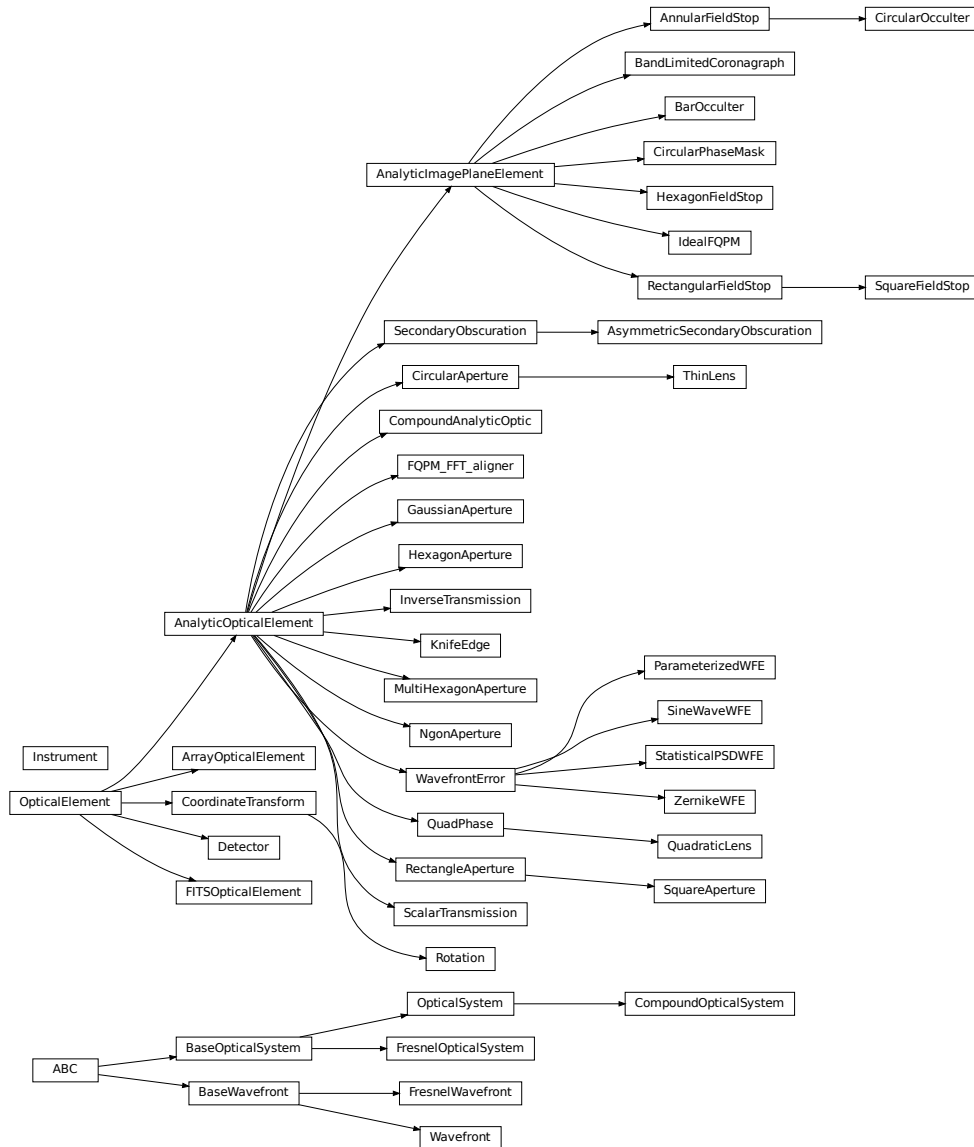 AnnularFieldStop
CircularOcculter
BandLimitedCoronagraph
BarOcculter
CircularPhaseMask
AnalyticImagePlaneElement
HexagonFieldStop
IdealFQPM
RectangularFieldStop
SquareFieldStop
SecondaryObscuration
AsymmetricSecondaryObscuration
CircularAperture
ThinLens
CompoundAnalyticOptic
FQPM_FFT_aligner
GaussianAperture
HexagonAperture
InverseTransmission
AnalyticOpticalElement
KnifeEdge
ParameterizedWFE
MultiHexagonAperture
SineWaveWFE
NgonAperture
Instrument
ArrayOpticalElement
StatisticalPSDWFE
WavefrontError
OpticalElement
CoordinateTransform
ZernikeWFE
QuadPhase
Detector
QuadraticLens
RectangleAperture
FITSOpticalElement
SquareAperture
ScalarTransmission
Rotation
OpticalSystem
CompoundOpticalSystem
BaseOpticalSystem
FresnelOpticalSystem
ABC
BaseWavefront
FresnelWavefront
Wavefront